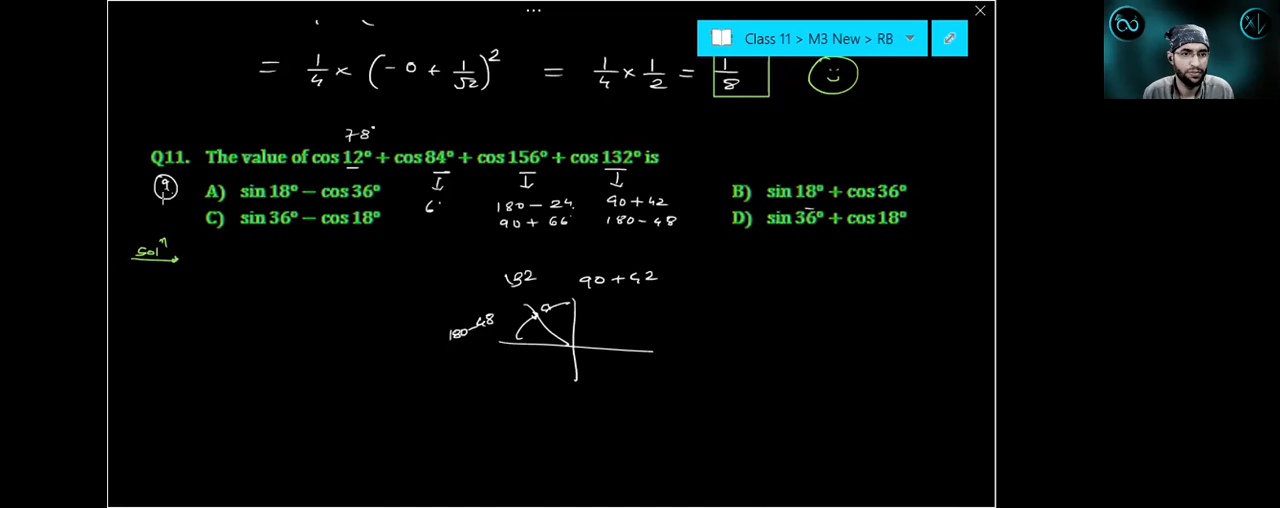 Class 11 > M3 New > RB
= 1/4 × (-0 + 1/√2)² = 1/4 × 1/2 = 1/8
78°
Q11. The value of cos 12° + cos 84° + cos 156° + cos 132° is
9
A) sin 18° − cos 36°
B) sin 18° + cos 36°
6° 180 − 24 90 + 42
C) sin 36° − cos 18°
D) sin 36° + cos 18°
90 + 66 180 − 48
Solⁿ
132 90 + 42
180−48